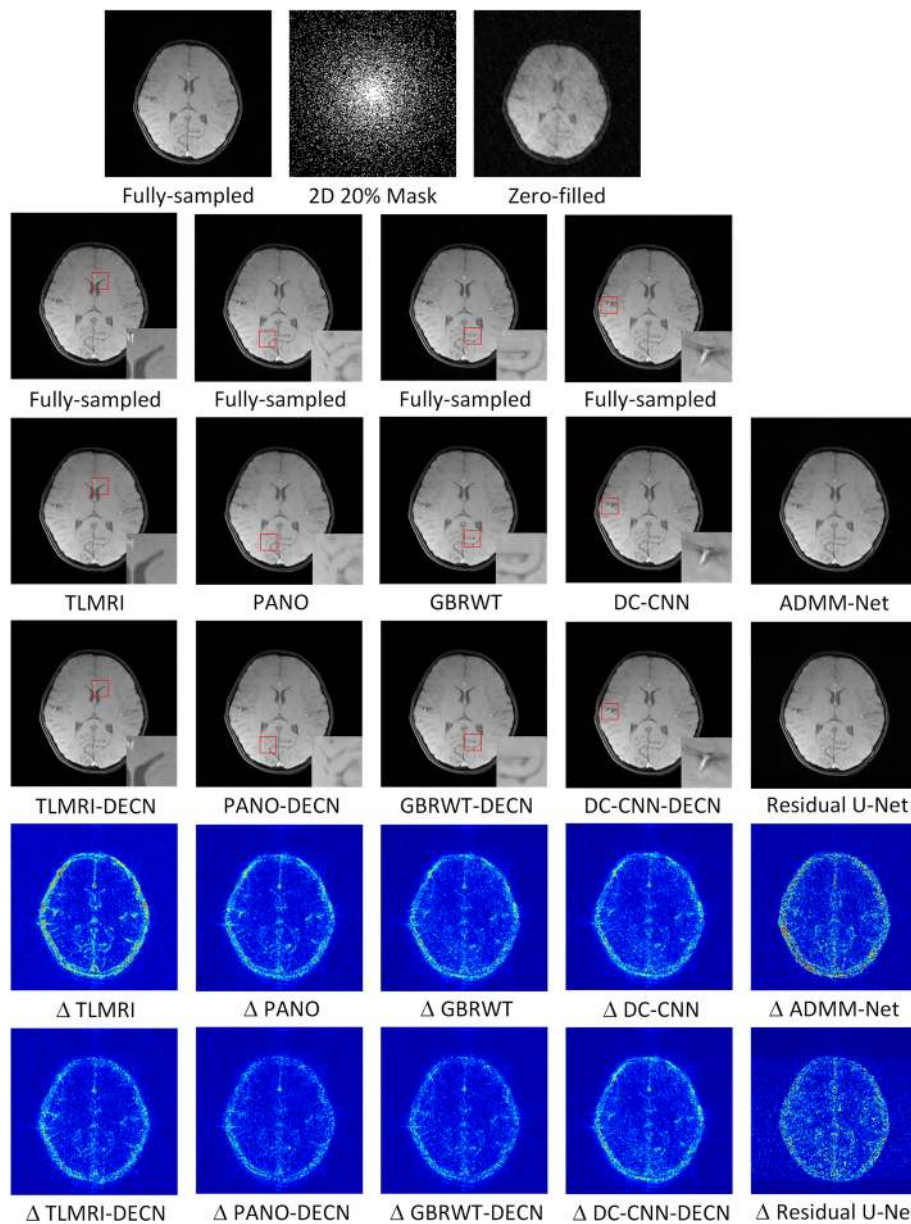 Fully-sampled 2D 20% Mask Zero-filled
Fully-sampled Fully-sampled Fully-sampled Fully-sampled
TLMRI PANO GBRWT DC-CNN ADMM-Net
TLMRI-DECN PANO-DECN GBRWT-DECN DC-CNN-DECN Residual U-Net
Δ TLMRI Δ PANO Δ GBRWT Δ DC-CNN Δ ADMM-Net
Δ TLMRI-DECN Δ PANO-DECN Δ GBRWT-DECN Δ DC-CNN-DECN Δ Residual U-Ne